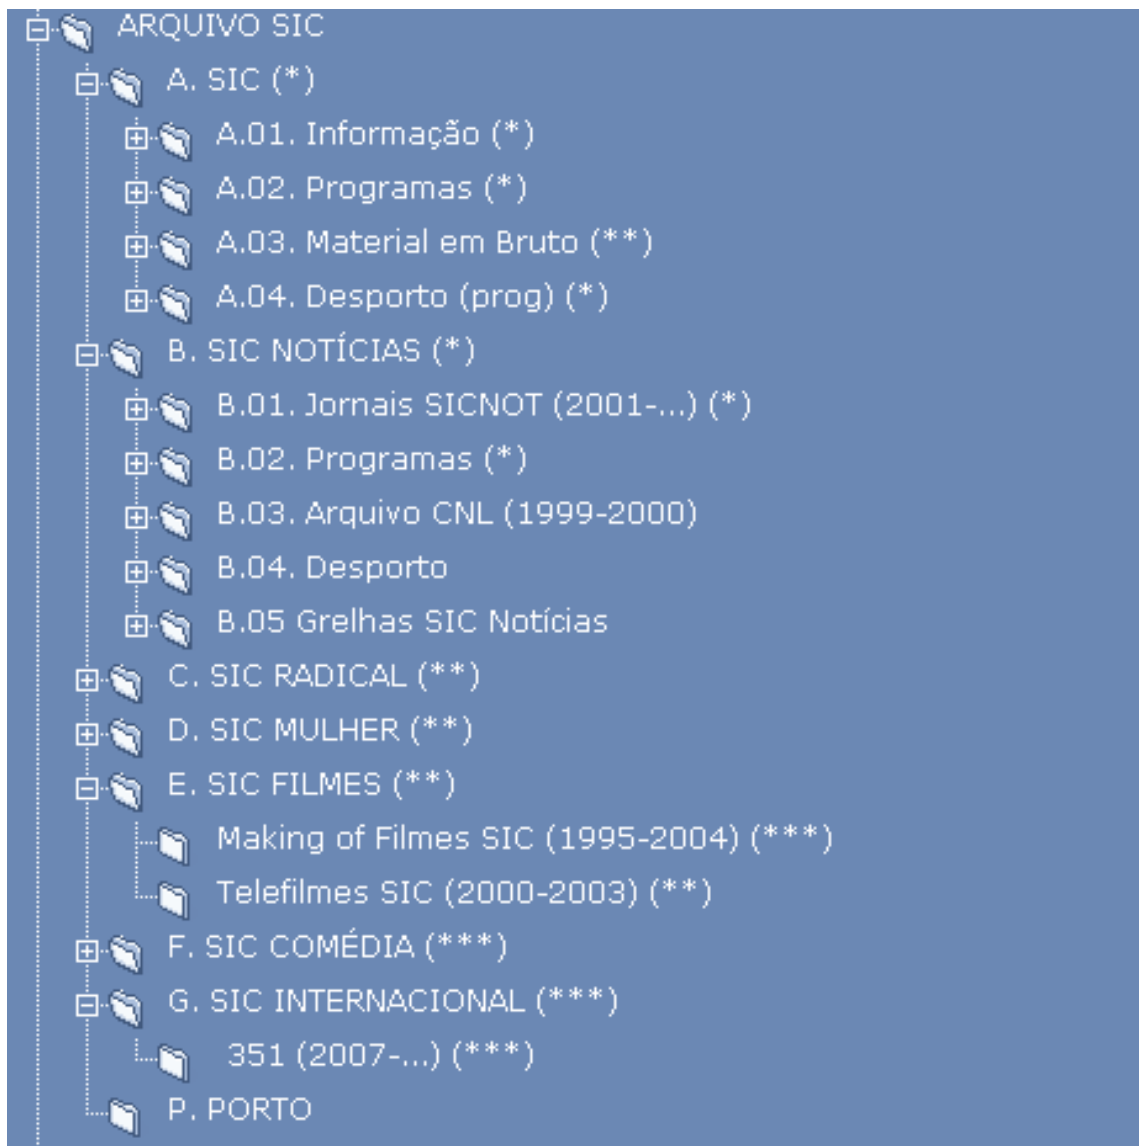 ARQUIVO SIC
A. SIC (*)
A.01. Informação (*)
A.02. Programas (*)
A.03. Material em Bruto (**)
A.04. Desporto (prog) (*)
B. SIC NOTÍCIAS (*)
B.01. Jornais SICNOT (2001-...) (*)
B.02. Programas (*)
B.03. Arquivo CNL (1999-2000)
B.04. Desporto
B.05 Grelhas SIC Notícias
C. SIC RADICAL (**)
D. SIC MULHER (**)
E. SIC FILMES (**)
Making of Filmes SIC (1995-2004) (***)
Telefilmes SIC (2000-2003) (**)
F. SIC COMÉDIA (***)
G. SIC INTERNACIONAL (***)
351 (2007-...) (***)
P. PORTO